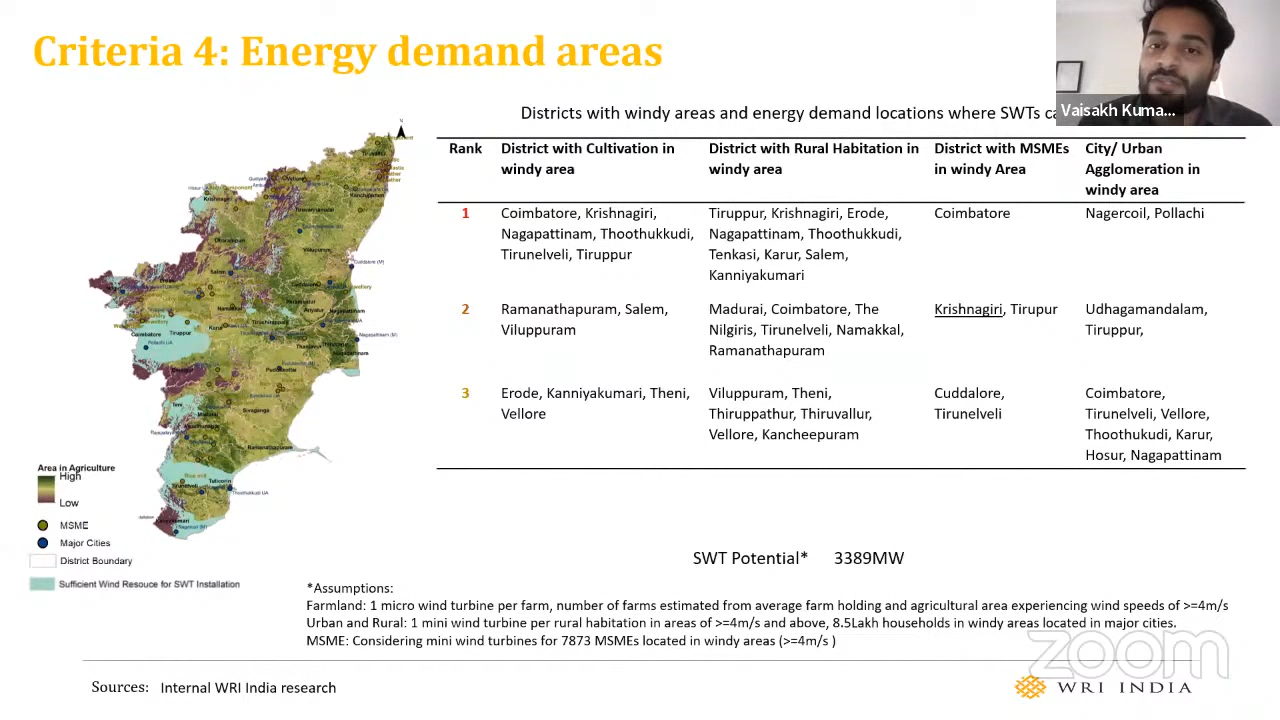 Criteria 4: Energy demand areas
Vaisakh Kuma...
Districts with windy areas and energy demand locations where SWTs ca
Rank
District with Cultivation in windy area
District with Rural Habitation in windy area
District with MSMEs in windy Area
City/ Urban Agglomeration in windy area
1
Coimbatore, Krishnagiri,
Nagapattinam, Thoothukkudi,
Tirunelveli, Tiruppur
Tiruppur, Krishnagiri, Erode,
Nagapattinam, Thoothukkudi,
Tenkasi, Karur, Salem,
Kanniyakumari
Coimbatore
Nagercoil, Pollachi
2
Ramanathapuram, Salem,
Viluppuram
Madurai, Coimbatore, The
Nilgiris, Tirunelveli, Namakkal,
Ramanathapuram
Krishnagiri, Tirupur
Udhagamandalam,
Tiruppur,
3
Erode, Kanniyakumari, Theni,
Vellore
Viluppuram, Theni,
Thiruppathur, Thiruvallur,
Vellore, Kancheepuram
Cuddalore,
Tirunelveli
Coimbatore,
Tirunelveli, Vellore,
Thoothukudi, Karur,
Hosur, Nagapattinam
Area in Agriculture
High
Low
MSME
Major Cities
District Boundary
Sufficient Wind Resouce for SWT Installation
SWT Potential* 3389MW
*Assumptions:
Farmland: 1 micro wind turbine per farm, number of farms estimated from average farm holding and agricultural area experiencing wind speeds of >=4m/s
Urban and Rural: 1 mini wind turbine per rural habitation in areas of >=4m/s and above, 8.5Lakh households in windy areas located in major cities.
MSME: Considering mini wind turbines for 7873 MSMEs located in windy areas (>=4m/s )
zoom
Sources: Internal WRI India research
WRI INDIA